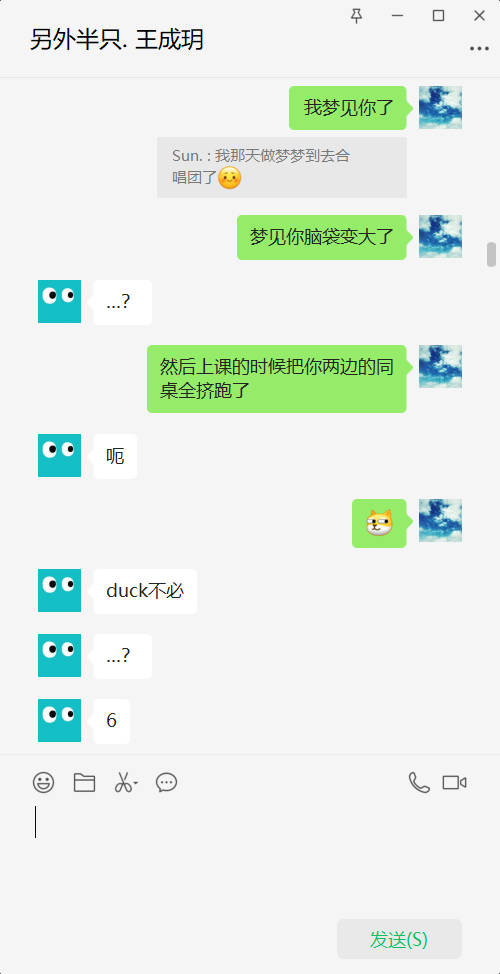 另外半只. 王成玥
我梦见你了
Sun. : 我那天做梦梦到去合
唱团了
梦见你脑袋变大了
...?
然后上课的时候把你两边的同
桌全挤跑了
呃
duck不必
...?
6
发送(S)